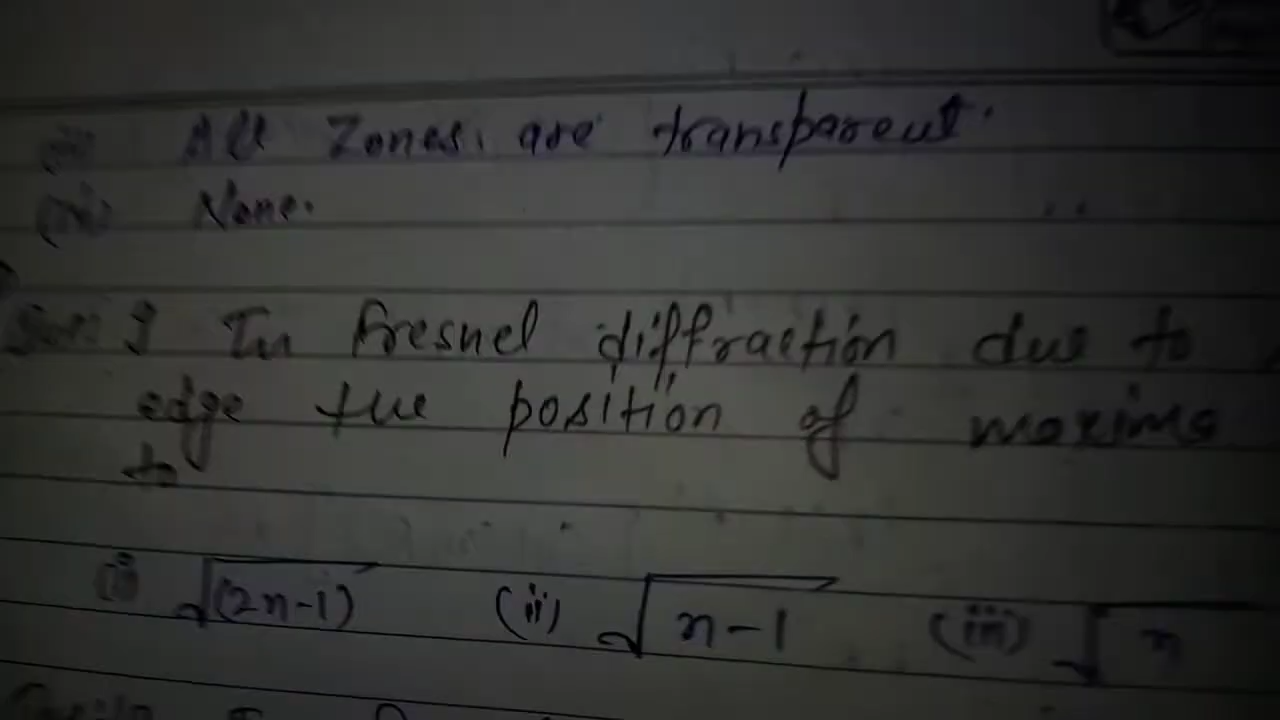 All Zones. are transparent.
None.
In fresnel diffraction due to
edge the position of maxima
to
(i) √(2n-1) (ii) √n-1 (iii) √n